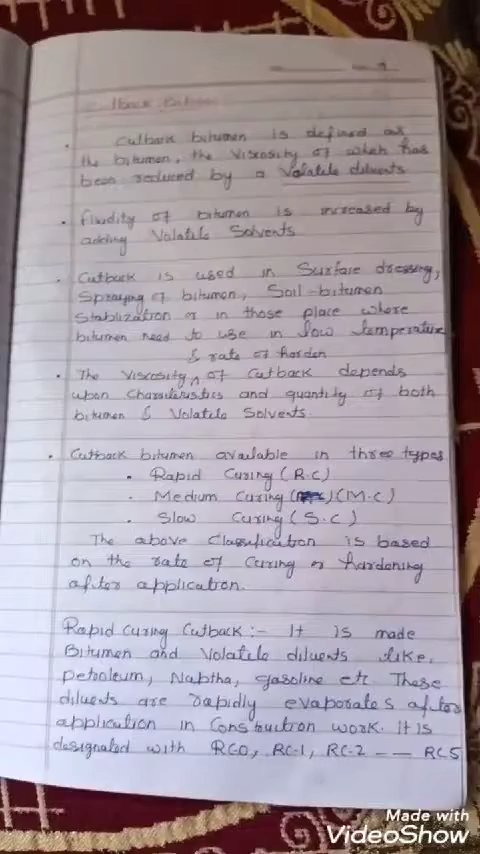 Cutback Bitumen
• Cutback bitumen is defined as
the bitumen, the Viscosity of which has
been reduced by a Volatile diluents
• Fluidity of bitumen is increased by
adding Volatile Solvents
• Cutback is used in Surface dressing,
Spraying of bitumen, Soil-bitumen
Stablization or in those place where
bitumen need to use in low temperature
& rate of harden
• The Viscosity ^ of Cutback depends
upon characteristics and quantity of both
bitumen & Volatile Solvents.
• Cutback bitumen available in three types
• Rapid Curing (R.C)
• Medium Curing (M.C)
• Slow Curing (S.C)
The above Classification is based
on the rate of Curing or hardening
after application.
Rapid Curing Cutback :- It is made
Bitumen and Volatile diluents like,
petroleum, Naptha, gasoline etc These
diluents are rapidly evaporates after
application in Construction work. It is
designated with RC0, RC-1, RC-2 -- RC5
Made with
VideoShow